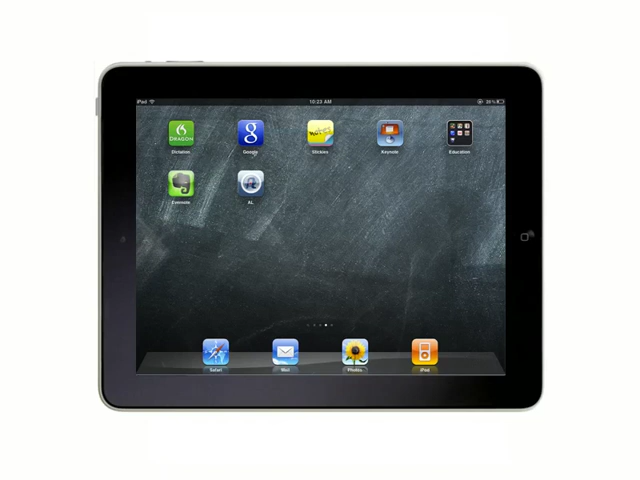 iPad 10:23 AM
DRAGON
Dictation Google Stickies Keynote Education
Evernote AL
Safari Mail Photos iPod